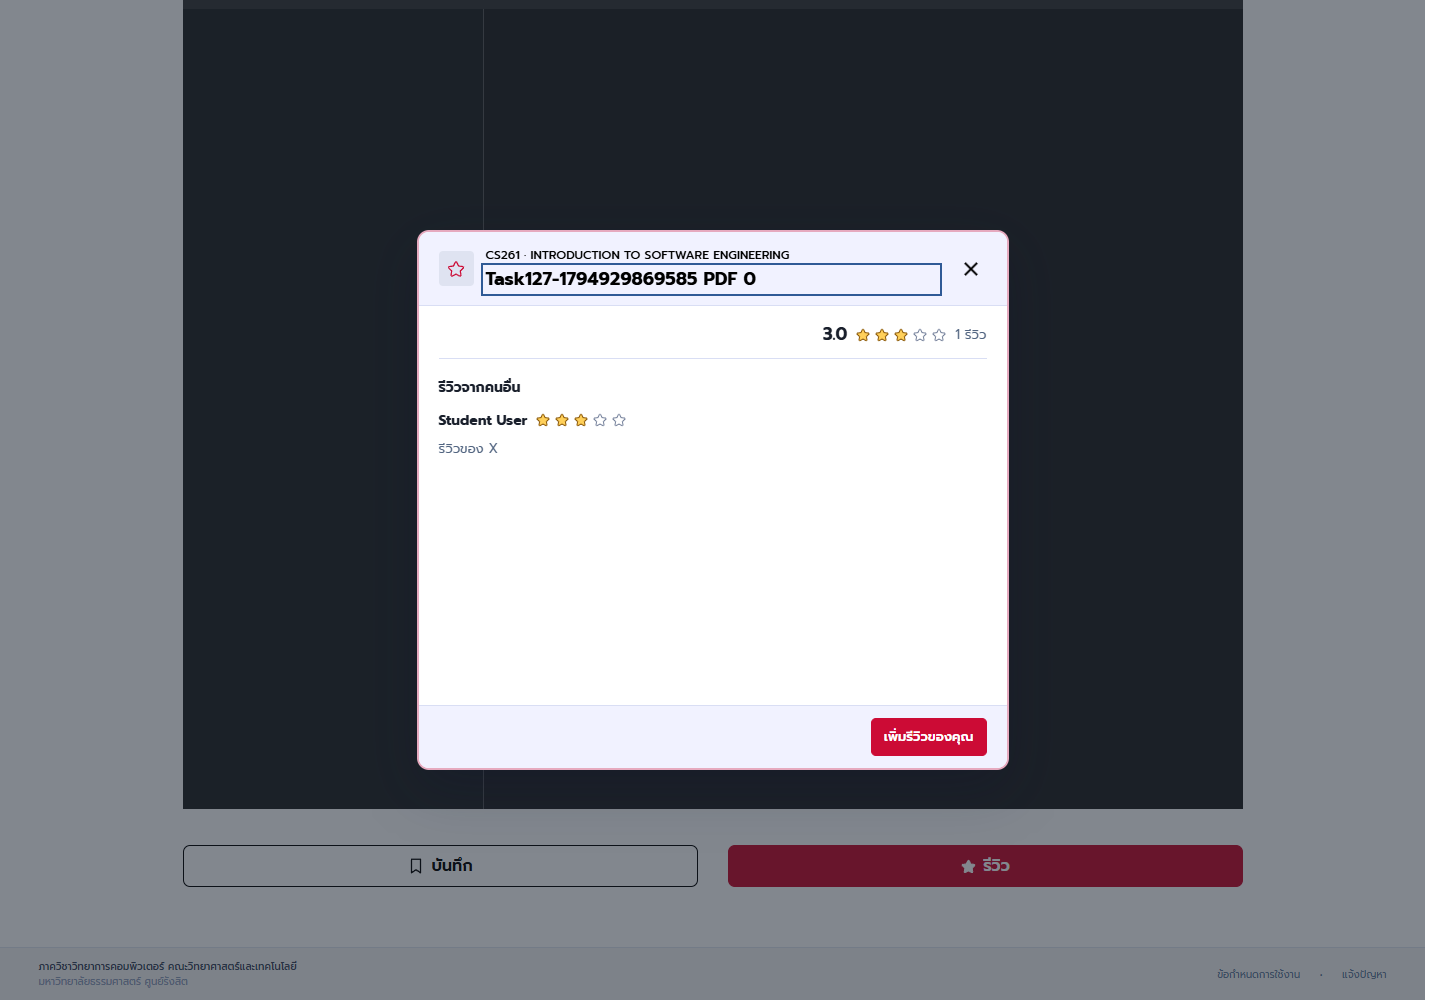 CS261 · INTRODUCTION TO SOFTWARE ENGINEERING
Task127-1794929869585 PDF 0
3.0 1 รีวิว
รีวิวจากคนอื่น
Student User
รีวิวของ X
เพิ่มรีวิวของคุณ
บันทึก
รีวิว
ภาควิชาวิทยาการคอมพิวเตอร์ คณะวิทยาศาสตร์และเทคโนโลยี
มหาวิทยาลัยธรรมศาสตร์ ศูนย์รังสิต
ข้อกำหนดการใช้งาน • แจ้งปัญหา